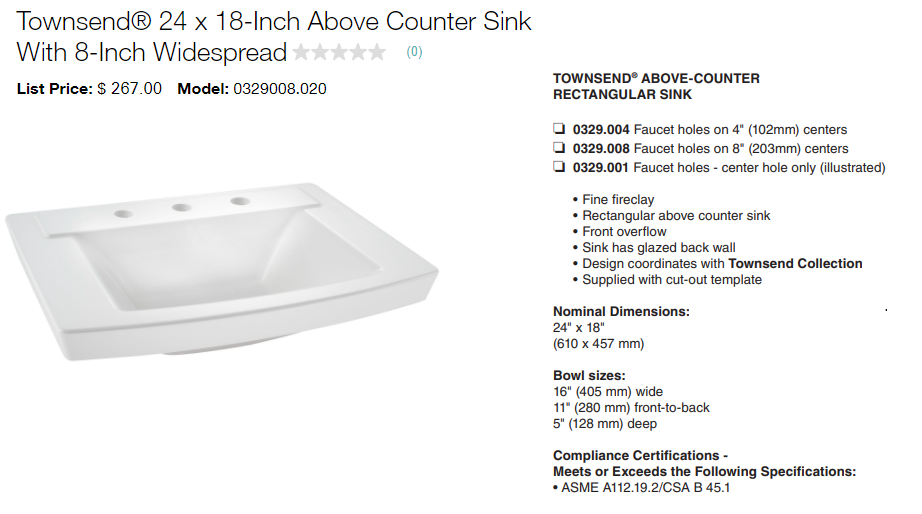 Townsend® 24 x 18-Inch Above Counter Sink
With 8-Inch Widespread (0)
List Price: $ 267.00 Model: 0329008.020
TOWNSEND® ABOVE-COUNTER
RECTANGULAR SINK
❏ 0329.004 Faucet holes on 4" (102mm) centers
❏ 0329.008 Faucet holes on 8" (203mm) centers
❏ 0329.001 Faucet holes - center hole only (illustrated)
• Fine fireclay
• Rectangular above counter sink
• Front overflow
• Sink has glazed back wall
• Design coordinates with Townsend Collection
• Supplied with cut-out template
Nominal Dimensions:
24" x 18"
(610 x 457 mm)
Bowl sizes:
16" (405 mm) wide
11" (280 mm) front-to-back
5" (128 mm) deep
Compliance Certifications -
Meets or Exceeds the Following Specifications:
• ASME A112.19.2/CSA B 45.1